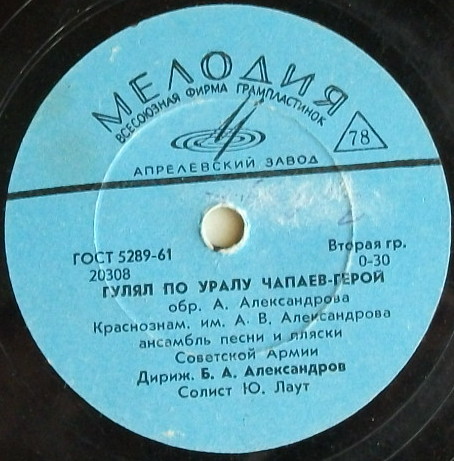 МЕЛОДИЯ
ВСЕСОЮЗНАЯ ФИРМА ГРАМПЛАСТИНОК
78
АПРЕЛЕВСКИЙ ЗАВОД
ГОСТ 5289-61 Вторая гр.
20308 0-30
ГУЛЯЛ ПО УРАЛУ ЧАПАЕВ-ГЕРОЙ
обр. А. Александрова
Краснознам. им. А. В. Александрова
ансамбль песни и пляски
Советской Армии
Дириж. Б. А. Александров
Солист Ю. Лаут